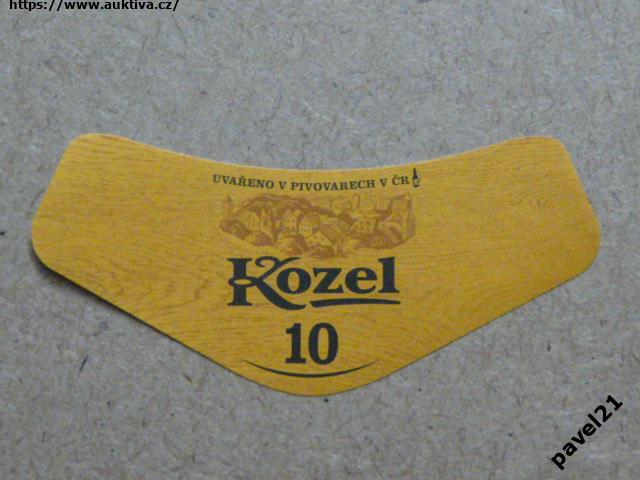 https://www.auktiva.cz/
UVAŘENO V PIVOVARECH V ČR
Kozel
10
pavel21